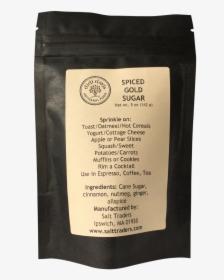 SPICED
GOLD
SUGAR
Net wt. 5 oz (142 g)
Sprinkle on:
Toast/Oatmeal/Hot Cereals
Yogurt/Cottage Cheese
Apple or Pear Slices
Squash/Sweet
Potatoes/Carrots
Muffins or Cookies
Rim a Cocktail
Use in Espresso, Coffee, Tea
Ingredients: Cane Sugar,
cinnamon, nutmeg, ginger,
allspice
Manufactured by:
Salt Traders
Ipswich, MA 01938
www.salttraders.com